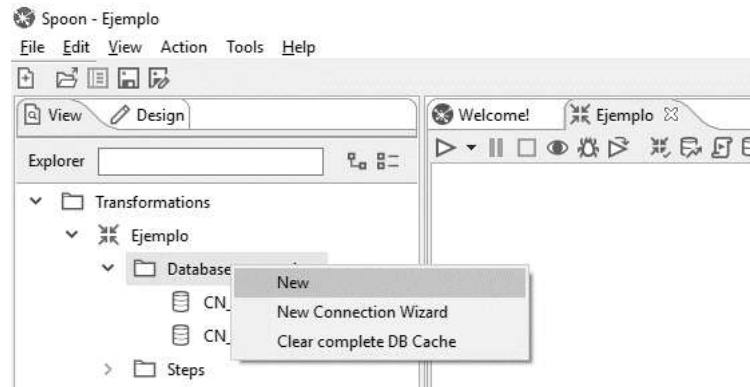 Spoon - Ejemplo
File Edit View Action Tools Help
View Design
Welcome! Ejemplo
Explorer
Transformations
Ejemplo
Database
New
CN_
New Connection Wizard
CN_
Clear complete DB Cache
Steps